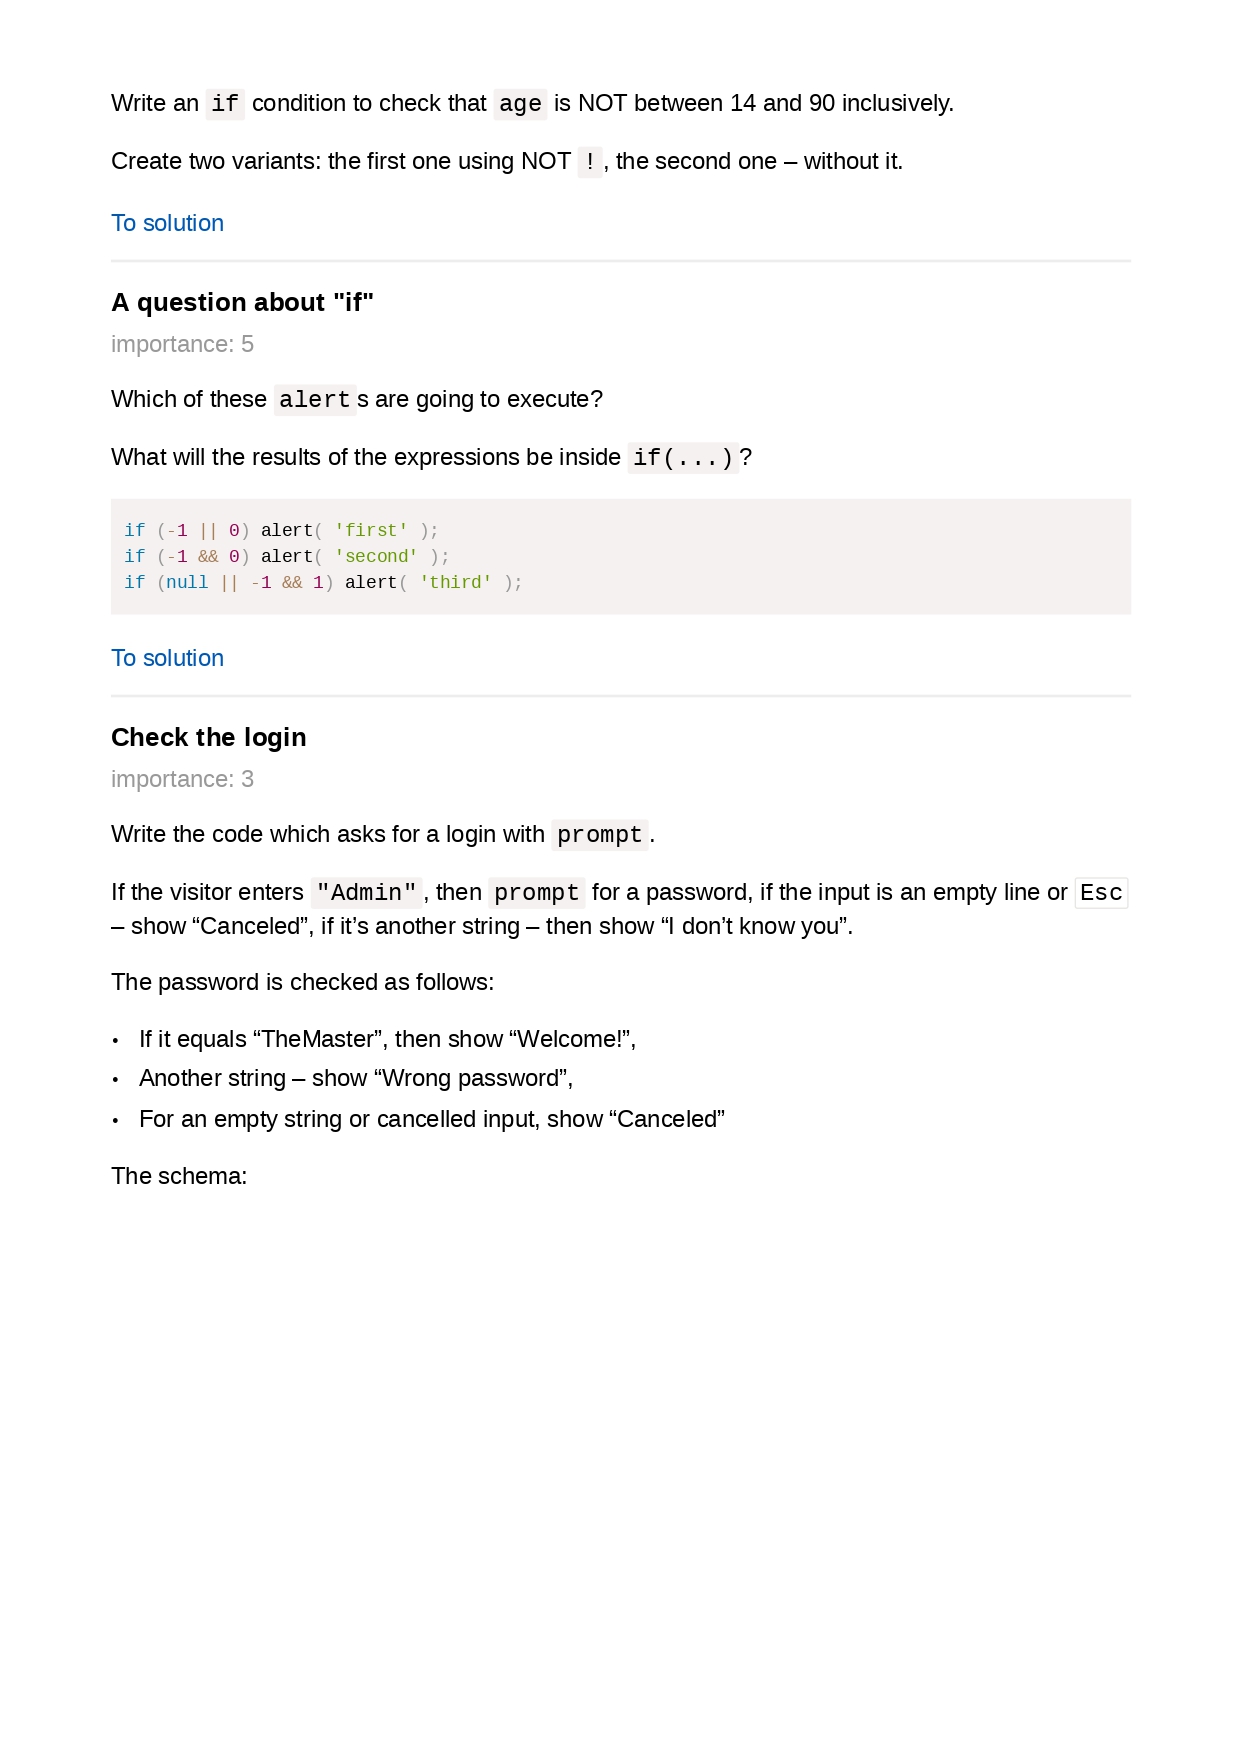 Write an if condition to check that age is NOT between 14 and 90 inclusively.
Create two variants: the first one using NOT !, the second one – without it.
To solution
A question about "if"
importance: 5
Which of these alerts are going to execute?
What will the results of the expressions be inside if(...)?
if (-1 || 0) alert( 'first' );
if (-1 && 0) alert( 'second' );
if (null || -1 && 1) alert( 'third' );
To solution
Check the login
importance: 3
Write the code which asks for a login with prompt.
If the visitor enters "Admin", then prompt for a password, if the input is an empty line or Esc
– show “Canceled”, if it’s another string – then show “I don’t know you”.
The password is checked as follows:
• If it equals “TheMaster”, then show “Welcome!”,
• Another string – show “Wrong password”,
• For an empty string or cancelled input, show “Canceled”
The schema: